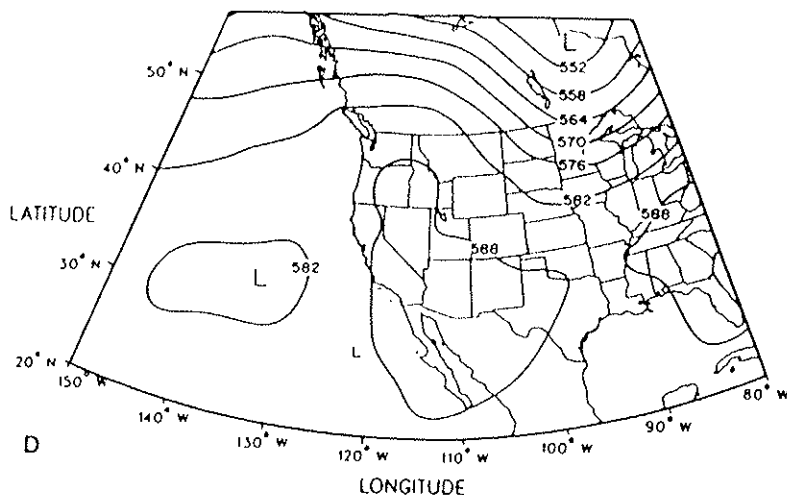 L
552
50° N
558
564
570
576
40° N
582
588
LATITUDE
588
30° N
582
L
L
20° N
150° W
80° W
140° W
90° W
130° W
100° W
120° W
110° W
D
LONGITUDE